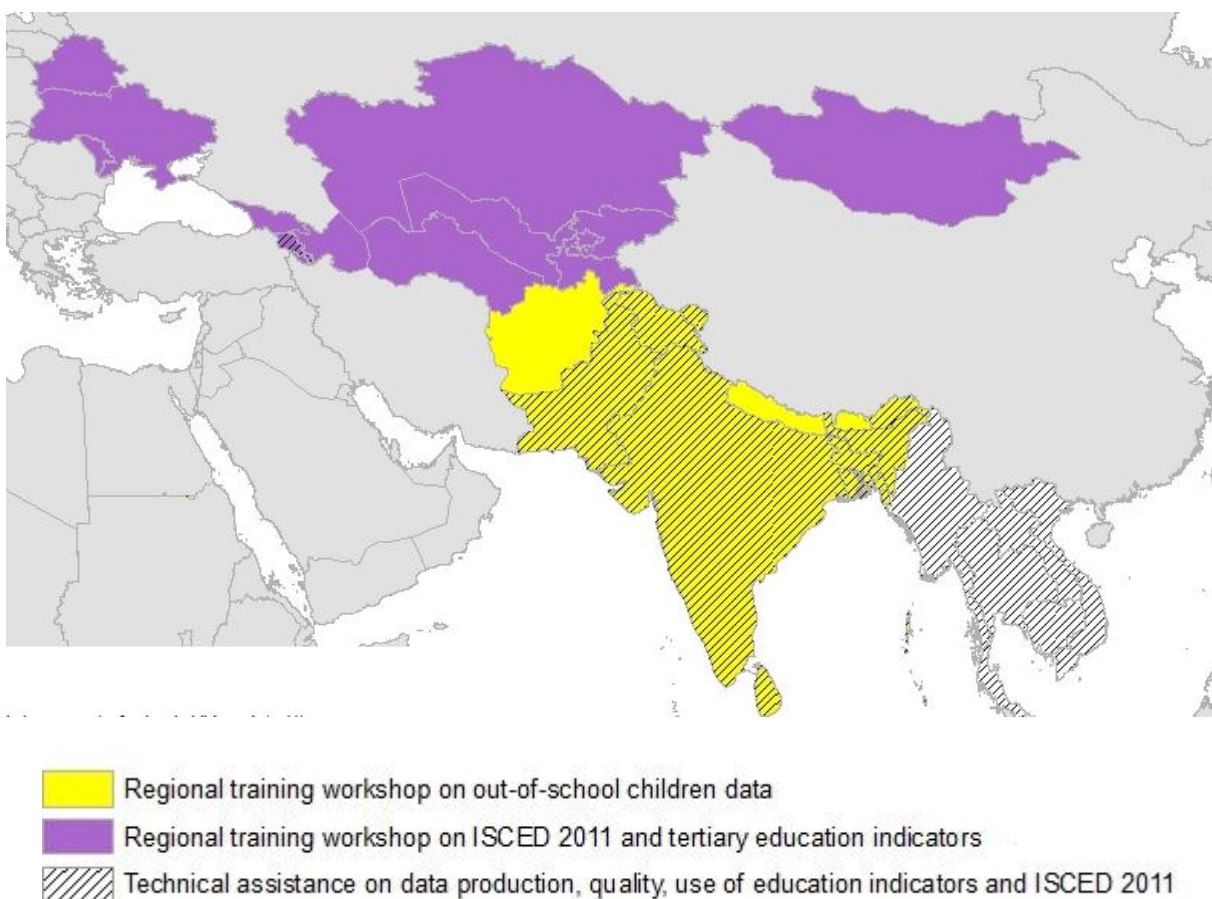 Regional training workshop on out-of-school children data
Regional training workshop on ISCED 2011 and tertiary education indicators
Technical assistance on data production, quality, use of education indicators and ISCED 2011